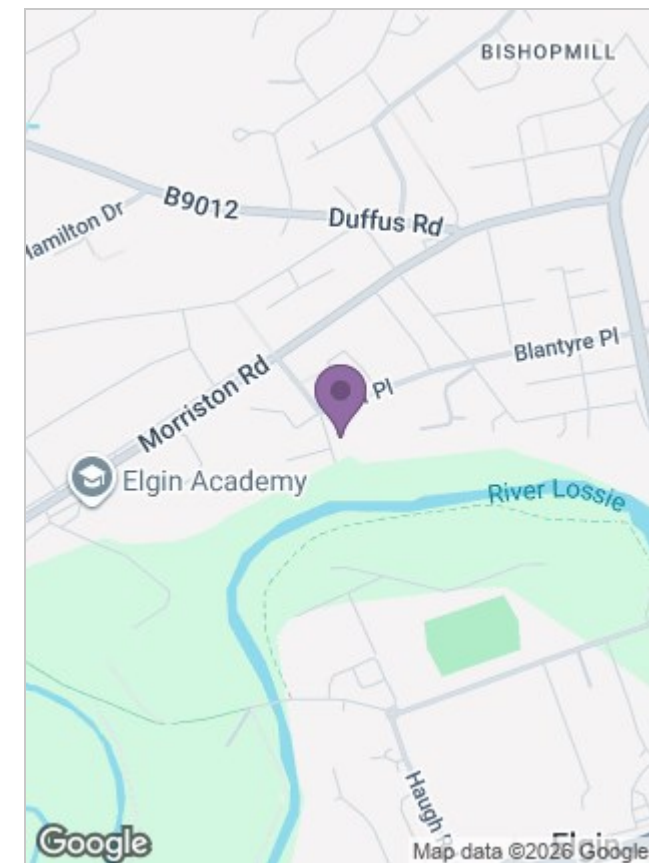 BISHOPMILL
B9012
Duffus Rd
Hamilton Dr
Blantyre Pl
Pl
Morriston Rd
Elgin Academy
River Lossie
Haugh
Elgin
Google
Map data ©2026 Google